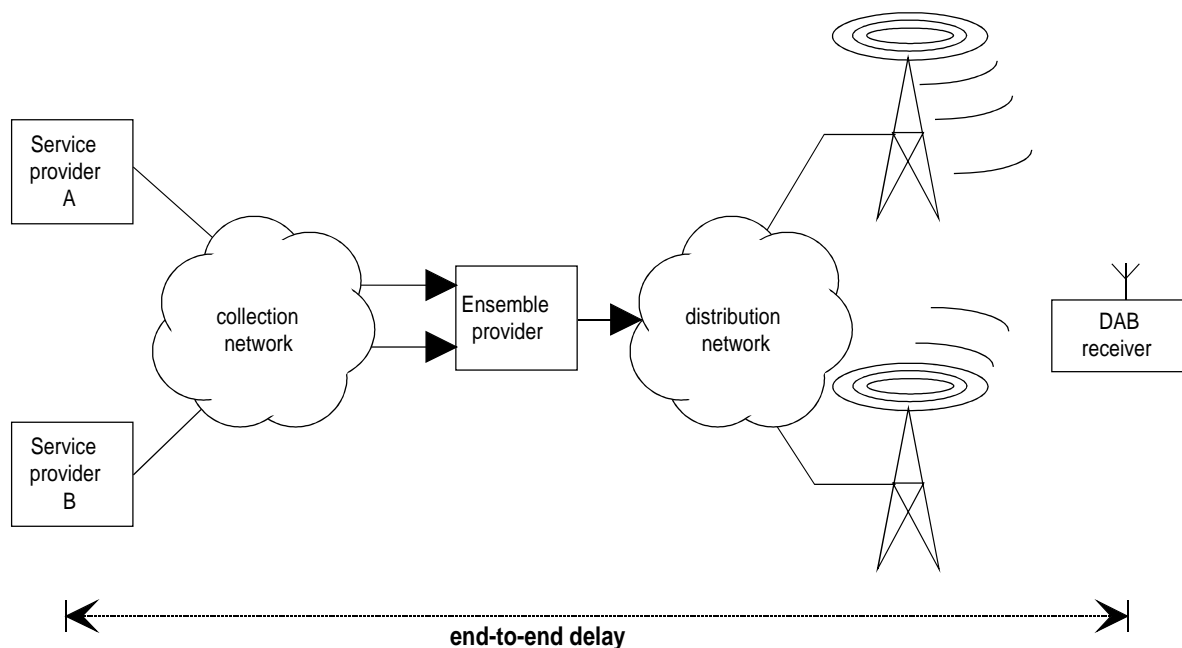 Service
provider
A
collection
network
Ensemble
provider
distribution
network
DAB
receiver
Service
provider
B
end-to-end delay